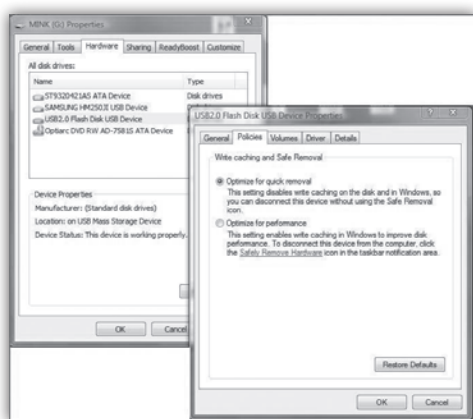 MINK (G:) Properties
General Tools Hardware Sharing ReadyBoost Customize
All disk drives:
Name Type
ST9320421AS ATA Device Disk drives
SAMSUNG HM250JI USB Device
USB2.0 Flash Disk USB Device
Optiarc DVD RW AD-7581S ATA Device
Device Properties
Manufacturer: (Standard disk drives)
Location: on USB Mass Storage Device
Device Status: This device is working properly.
OK Cancel
USB2.0 Flash Disk USB Device Properties
General Policies Volumes Driver Details
Write caching and Safe Removal
Optimize for quick removal
This setting disables write caching on the disk and in Windows, so
you can disconnect this device without using the Safe Removal
icon.
Optimize for performance
This setting enables write caching in Windows to improve disk
performance. To disconnect this device from the computer, click
the Safely Remove Hardware icon in the taskbar notification area.
Restore Defaults
OK Cancel